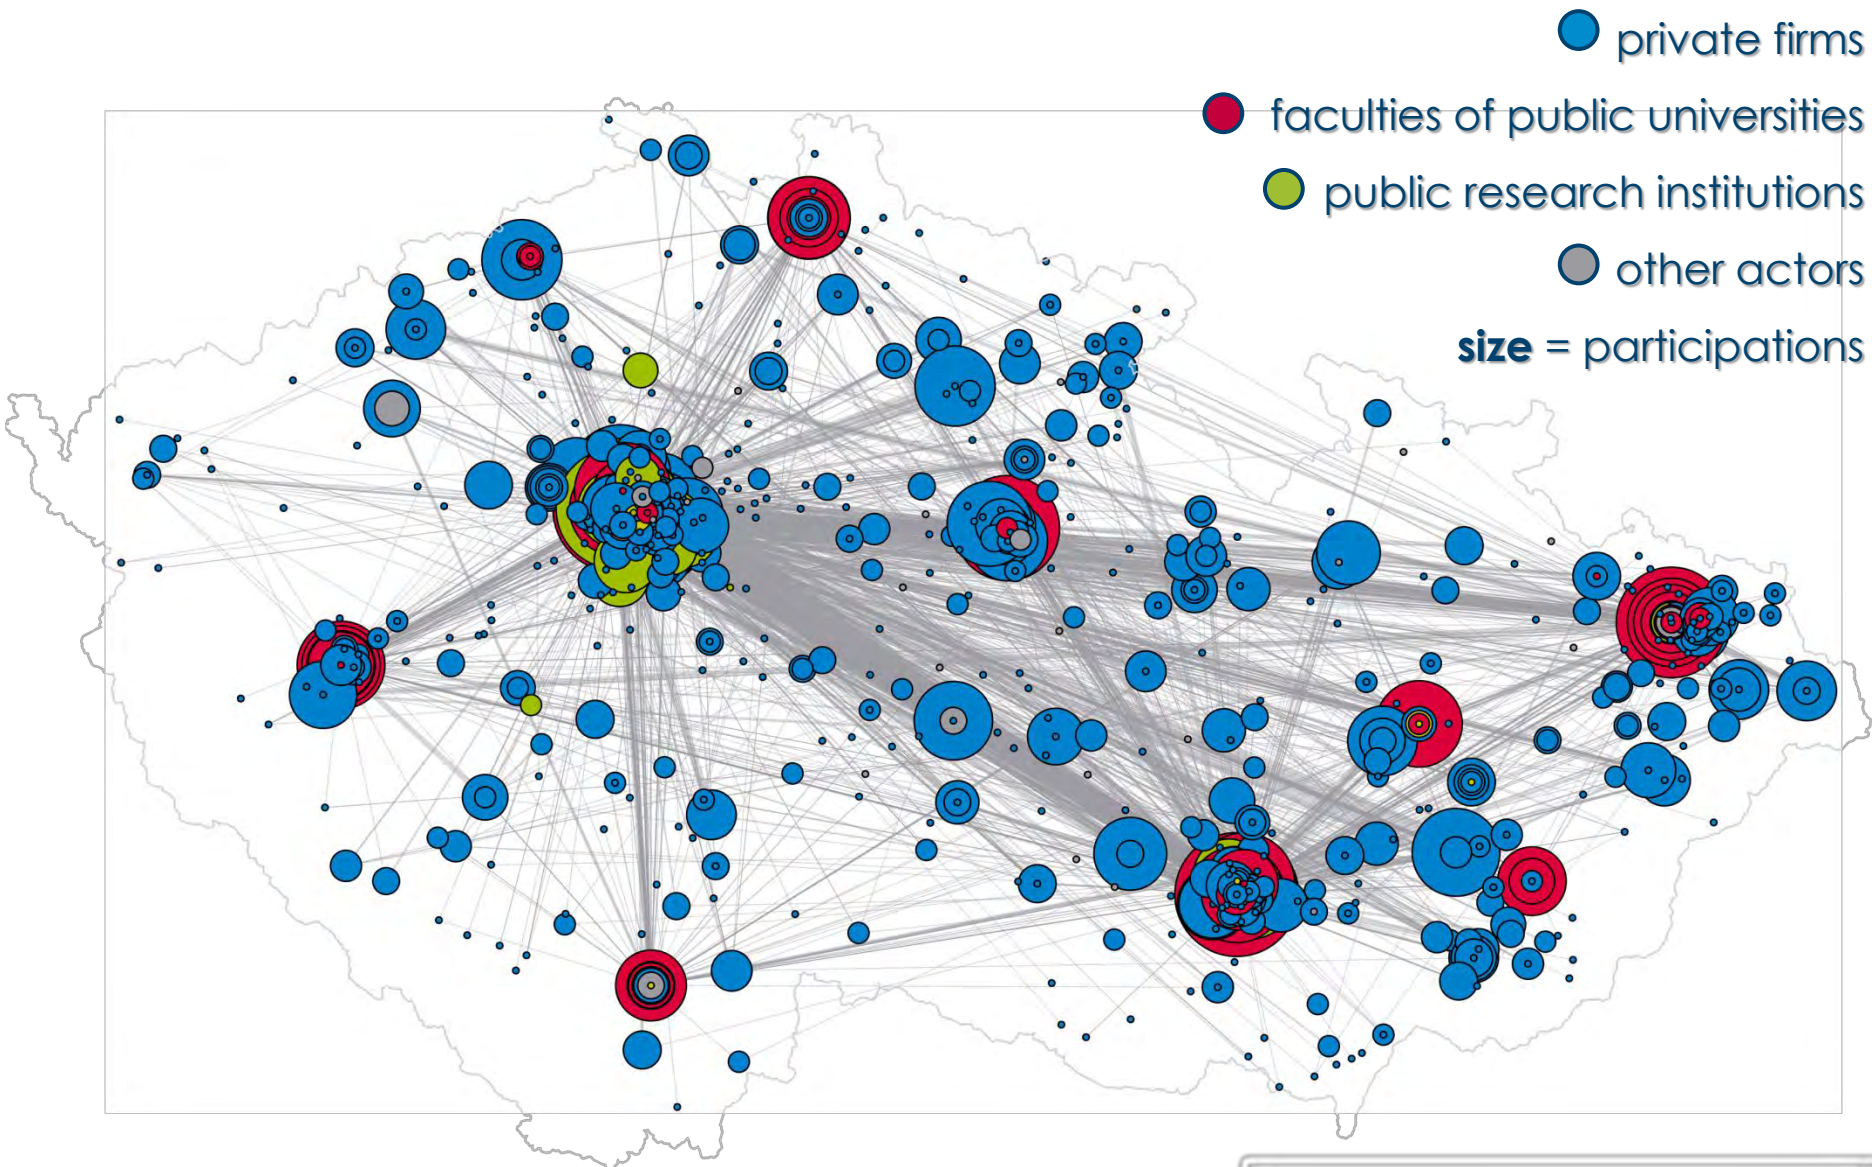 private firms
faculties of public universities
public research institutions
other actors
size = participations